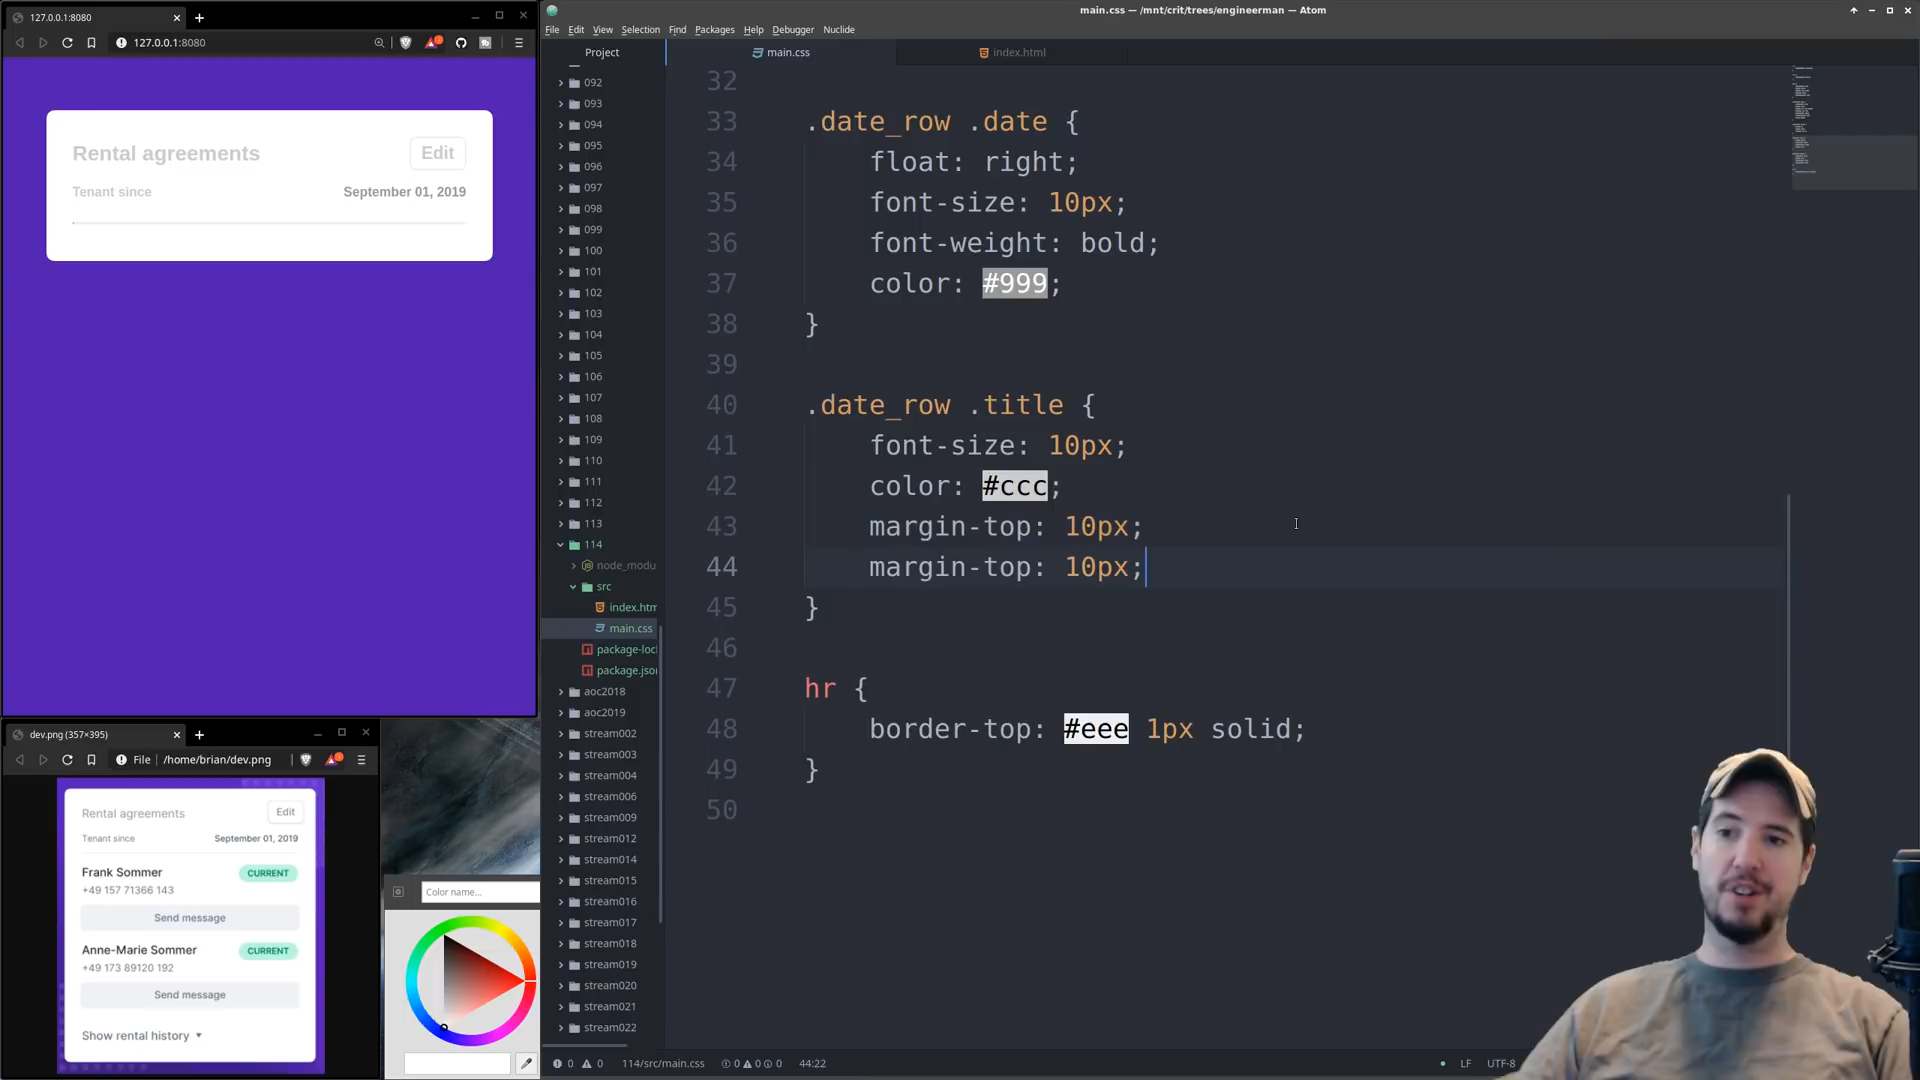 127.0.0.1:8080
127.0.0.1:8080
Rental agreements
Edit
Tenant since
September 01, 2019
dev.png (357×395)
File
/home/brian/dev.png
Rental agreements
Edit
Tenant since
September 01, 2019
Frank Sommer
CURRENT
+49 157 71366 143
Send message
Anne-Marie Sommer
CURRENT
+49 173 89120 192
Send message
Show rental history
Color name...
main.css — /mnt/crit/trees/engineerman — Atom
File Edit View Selection Find Packages Help Debugger Nuclide
Project
main.css
index.html
092
093
094
095
096
097
098
099
100
101
102
103
104
105
106
107
108
109
110
111
112
113
114
node_modu
src
index.htm
main.css
package-loc
package.jso
aoc2018
aoc2019
stream002
stream003
stream004
stream006
stream009
stream012
stream014
stream015
stream016
stream017
stream018
stream019
stream020
stream021
stream022
32
33 .date_row .date {
34 float: right;
35 font-size: 10px;
36 font-weight: bold;
37 color: #999;
38 }
39
40 .date_row .title {
41 font-size: 10px;
42 color: #ccc;
43 margin-top: 10px;
44 margin-top: 10px;
45 }
46
47 hr {
48 border-top: #eee 1px solid;
49 }
50
0 0 114/src/main.css 0 0 0 44:22
LF UTF-8